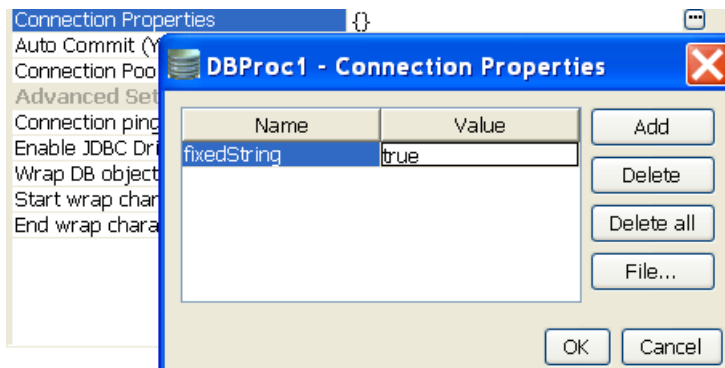 Connection Properties {} ...
Auto Commit (Y
DBProc1 - Connection Properties
Connection Poo
Advanced Set
Connection ping
Name Value Add
Enable JDBC Dri
fixedString true
Wrap DB object
Delete
Start wrap char
Delete all
End wrap chara
File...
OK Cancel